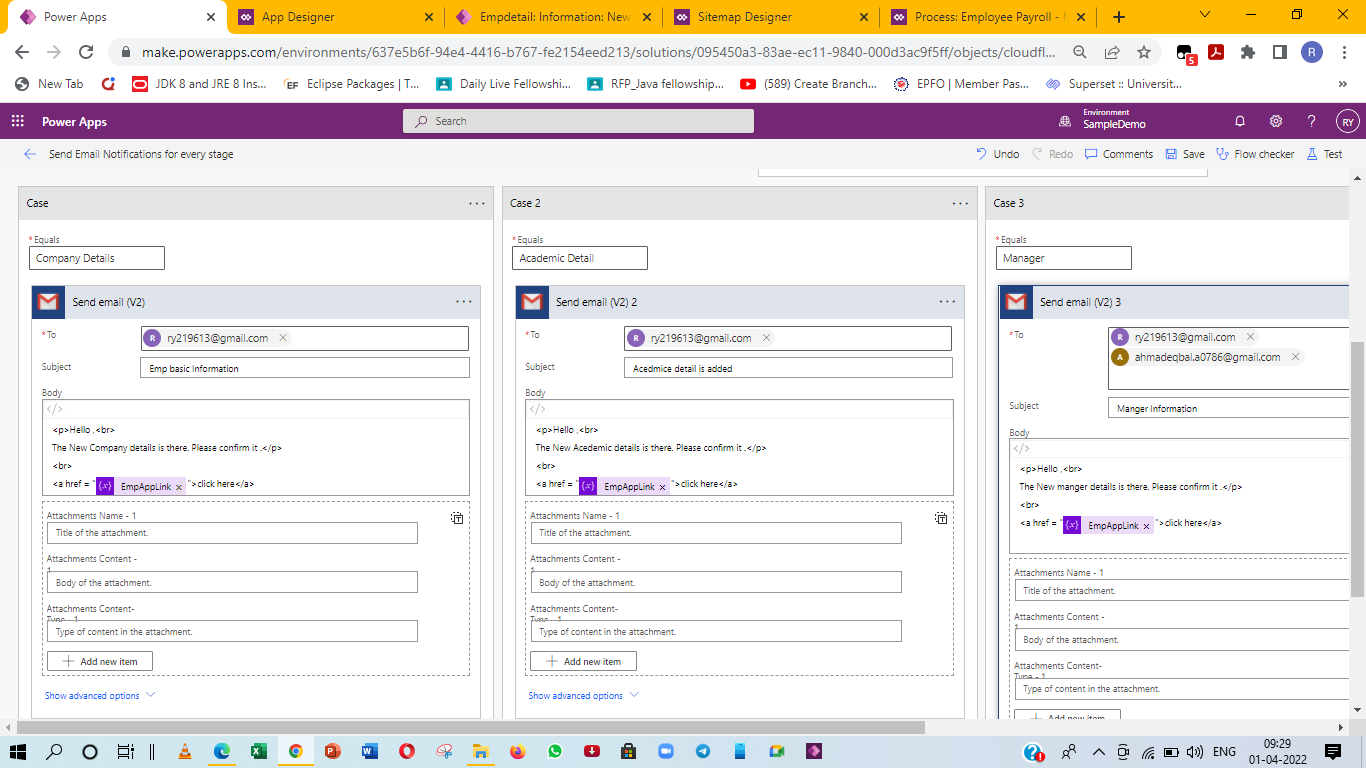 Power Apps
App Designer
Empdetail: Information: New
Sitemap Designer
Process: Employee Payroll - M
make.powerapps.com/environments/637e5b6f-94e4-4416-b767-fe2154eed213/solutions/095450a3-83ae-ec11-9840-000d3ac9f5ff/objects/cloudfl...
5
R
New Tab
JDK 8 and JRE 8 Ins...
EF Eclipse Packages | T...
Daily Live Fellowshi...
RFP_Java fellowship...
(589) Create Branch...
EPFO | Member Pas...
Superset :: Universit...
»
Power Apps
Search
Environment
SampleDemo
?
RY
Send Email Notifications for every stage
Undo
Redo
Comments
Save
Flow checker
Test
Case
...
* Equals
Company Details
Send email (V2)
...
* To
R ry219613@gmail.com
Subject
Emp basic Information
Body
</>
<p>Hello ,<br>
The New Company details is there. Please confirm it .</p>
<br>
<a href = "{x} EmpAppLink × ">click here</a>
Attachments Name - 1
Title of the attachment.
Attachments Content -
1
Body of the attachment.
Attachments Content-
Type - 1
Type of content in the attachment.
Add new item
Show advanced options
Case 2
...
* Equals
Academic Detail
Send email (V2) 2
...
* To
R ry219613@gmail.com
Subject
Acedmice detail is added
Body
</>
<p>Hello ,<br>
The New Acedemic details is there. Please confirm it .</p>
<br>
<a href = "{x} EmpAppLink × ">click here</a>
Attachments Name - 1
Title of the attachment.
Attachments Content -
1
Body of the attachment.
Attachments Content-
Type - 1
Type of content in the attachment.
Add new item
Show advanced options
Case 3
* Equals
Manager
Send email (V2) 3
* To
R ry219613@gmail.com
A ahmadeqbal.a0786@gmail.com
Subject
Manger Information
Body
</>
<p>Hello ,<br>
The New manger details is there. Please confirm it .</p>
<br>
<a href = "{x} EmpAppLink × ">click here</a>
Attachments Name - 1
Title of the attachment.
Attachments Content -
1
Body of the attachment.
Attachments Content-
Type - 1
Type of content in the attachment.
Add new item
ENG
09:29
01-04-2022